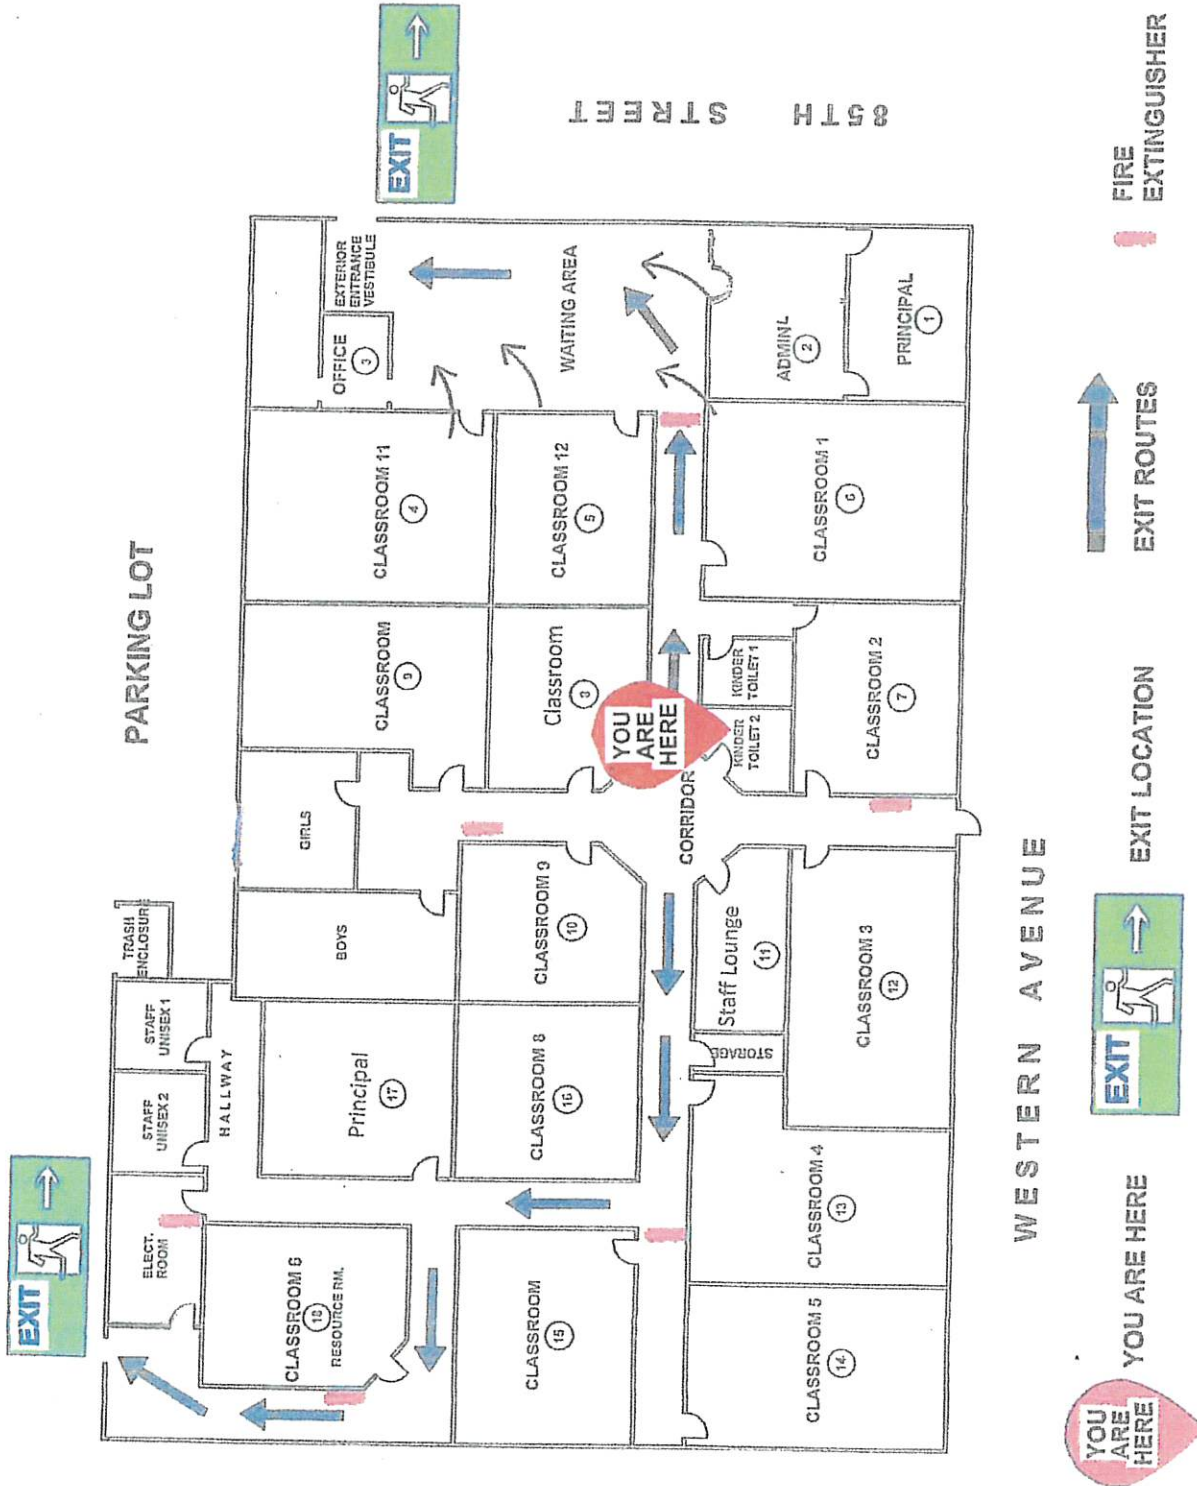 EXIT
TRASH
ENCLOSURE
PARKING LOT
STAFF
UNISEX 1
STAFF
UNISEX 2
ELECT.
ROOM
HALLWAY
CLASSROOM 6
18
RESOURCE RM.
Principal
17
BOYS
GIRLS
CLASSROOM
9
CLASSROOM 11
4
OFFICE
3
EXTERIOR
ENTRANCE
VESTIBULE
EXIT
CLASSROOM
15
CLASSROOM 8
16
CLASSROOM 9
10
Classroom
8
CLASSROOM 12
5
WAITING AREA
85TH STREET
YOU
ARE
HERE
CORRIDOR
CLASSROOM 5
14
CLASSROOM 4
13
STORAGE
Staff Lounge
11
CLASSROOM 3
12
KINDER
TOILET 2
KINDER
TOILET 1
CLASSROOM 2
7
CLASSROOM 1
6
ADMINL
2
PRINCIPAL
1
WESTERN AVENUE
YOU
ARE
HERE
YOU ARE HERE
EXIT
EXIT LOCATION
EXIT ROUTES
FIRE
EXTINGUISHER